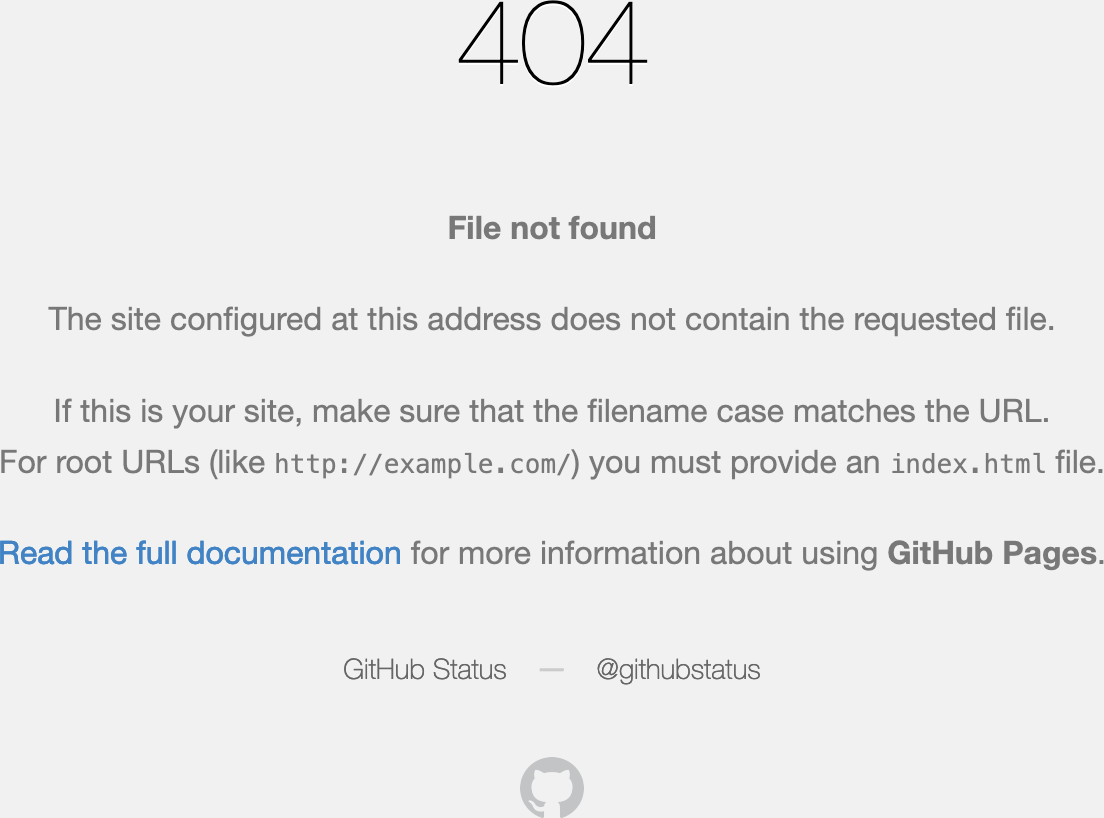 404
File not found
The site configured at this address does not contain the requested file.
If this is your site, make sure that the filename case matches the URL.
For root URLs (like http://example.com/) you must provide an index.html file.
Read the full documentation for more information about using GitHub Pages.
GitHub Status — @githubstatus